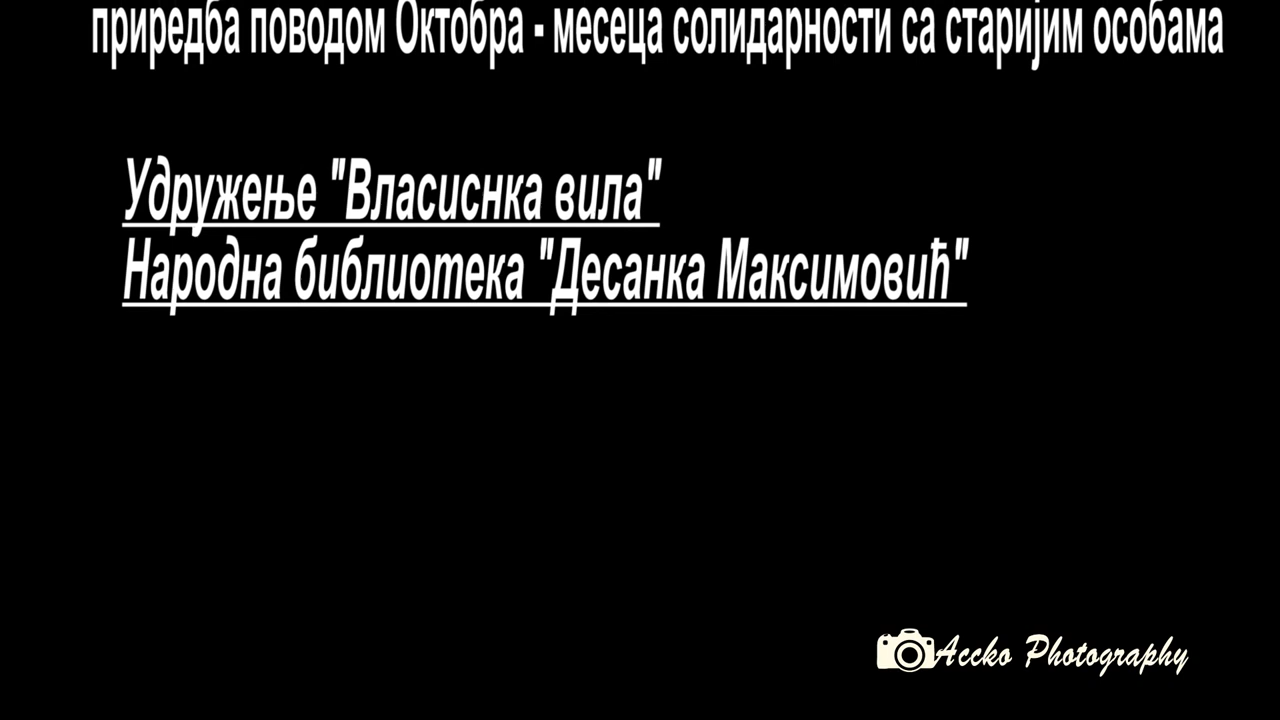 приредба поводом Октобра - месеца солидарности са старијим особама
Удружење "Власиснка вила"
Народна библиотека "Десанка Максимовић"
Accko Photography